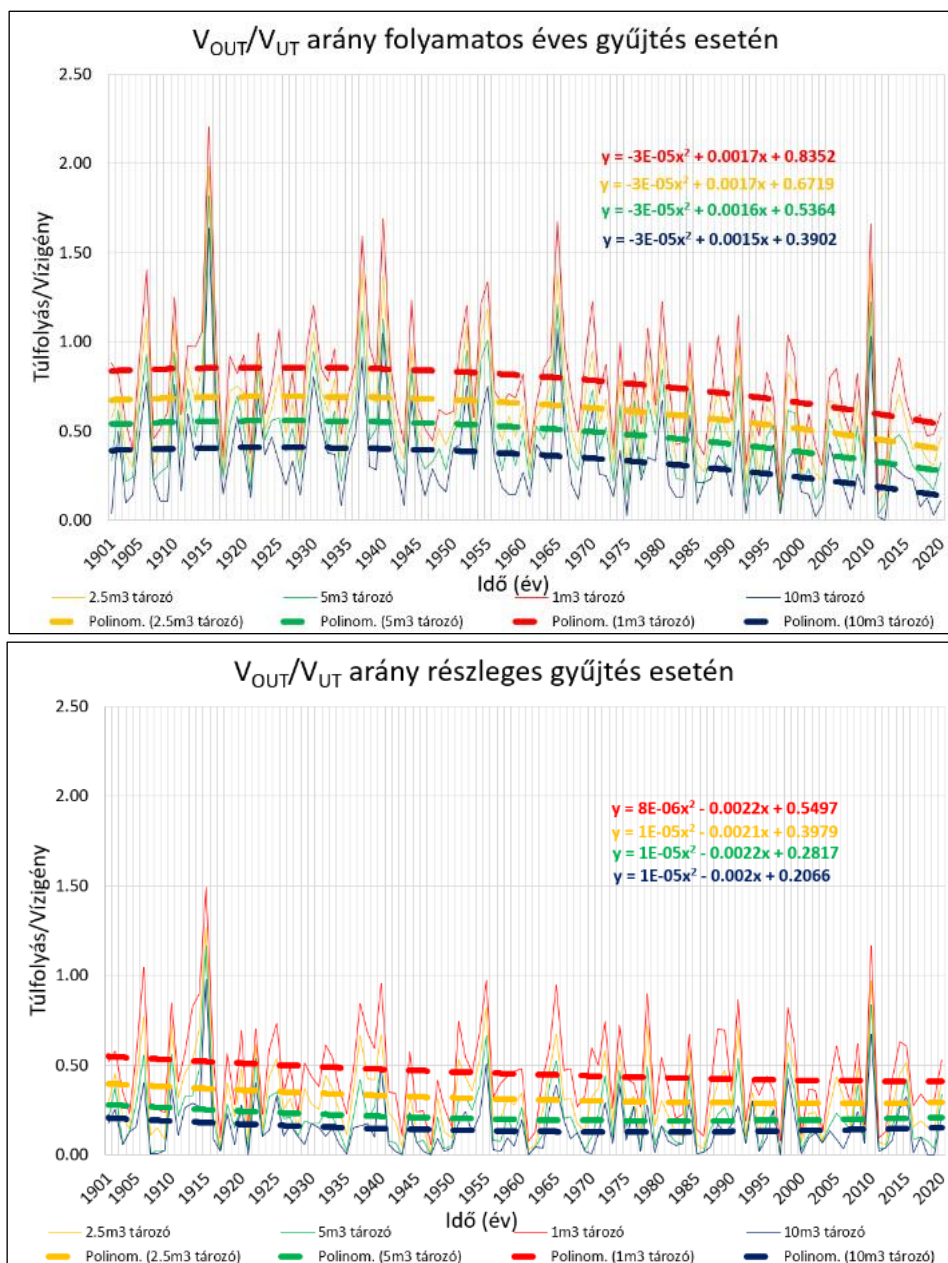 V_OUT/V_UT arány folyamatos éves gyűjtés esetén
2.50
2.00
1.50
1.00
0.50
0.00
Túlfolyás/Vízigény
y = -3E-05x² + 0.0017x + 0.8352
y = -3E-05x² + 0.0017x + 0.6719
y = -3E-05x² + 0.0016x + 0.5364
y = -3E-05x² + 0.0015x + 0.3902
1901 1905 1910 1915 1920 1925 1930 1935 1940 1945 1950 1955 1960 1965 1970 1975 1980 1985 1990 1995 2000 2005 2010 2015 2020
Idő (év)
2.5m3 tározó 5m3 tározó 1m3 tározó 10m3 tározó
Polinom. (2.5m3 tározó) Polinom. (5m3 tározó) Polinom. (1m3 tározó) Polinom. (10m3 tározó)
V_OUT/V_UT arány részleges gyűjtés esetén
2.50
2.00
1.50
1.00
0.50
0.00
Túlfolyás/Vízigény
y = 8E-06x² - 0.0022x + 0.5497
y = 1E-05x² - 0.0021x + 0.3979
y = 1E-05x² - 0.0022x + 0.2817
y = 1E-05x² - 0.002x + 0.2066
1901 1905 1910 1915 1920 1925 1930 1935 1940 1945 1950 1955 1960 1965 1970 1975 1980 1985 1990 1995 2000 2005 2010 2015 2020
Idő (év)
2.5m3 tározó 5m3 tározó 1m3 tározó 10m3 tározó
Polinom. (2.5m3 tározó) Polinom. (5m3 tározó) Polinom. (1m3 tározó) Polinom. (10m3 tározó)